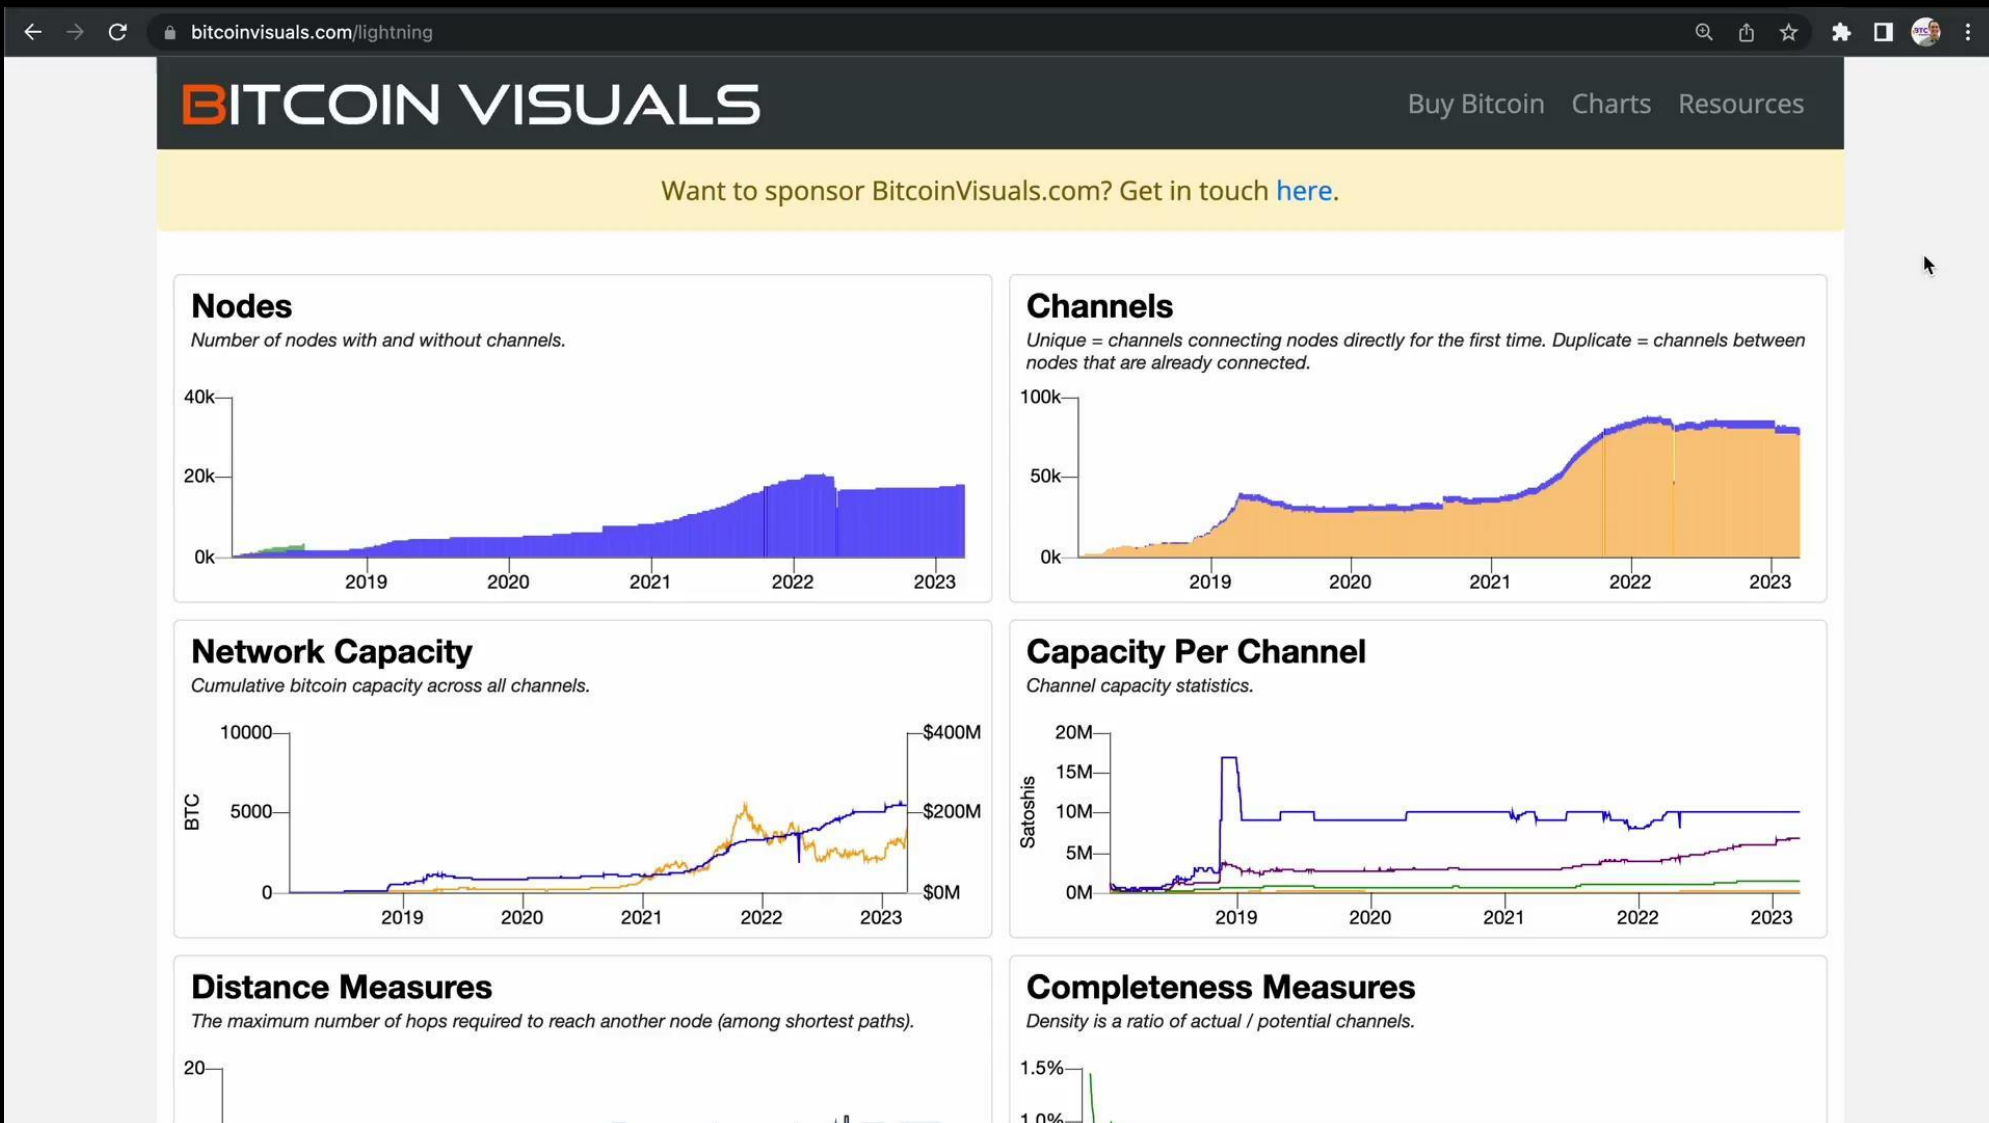 bitcoinvisuals.com/lightning
BITCOIN VISUALS
Buy Bitcoin Charts Resources
Want to sponsor BitcoinVisuals.com? Get in touch here.
Nodes
Number of nodes with and without channels.
40k
20k
0k
2019 2020 2021 2022 2023
Channels
Unique = channels connecting nodes directly for the first time. Duplicate = channels between
nodes that are already connected.
100k
50k
0k
2019 2020 2021 2022 2023
Network Capacity
Cumulative bitcoin capacity across all channels.
BTC
10000
5000
0
$400M
$200M
$0M
2019 2020 2021 2022 2023
Capacity Per Channel
Channel capacity statistics.
Satoshis
20M
15M
10M
5M
0M
2019 2020 2021 2022 2023
Distance Measures
The maximum number of hops required to reach another node (among shortest paths).
20
Completeness Measures
Density is a ratio of actual / potential channels.
1.5%
1.0%